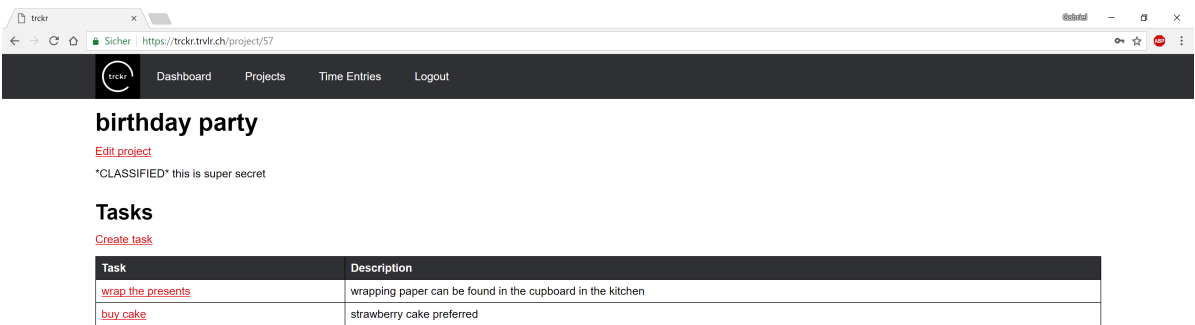 trckr
Gabriel
Sicher https://trckr.trvlr.ch/project/57
ABP
trckr Dashboard Projects Time Entries Logout
birthday party
Edit project
*CLASSIFIED* this is super secret
Tasks
Create task
Task Description
wrap the presents wrapping paper can be found in the cupboard in the kitchen
buy cake strawberry cake preferred